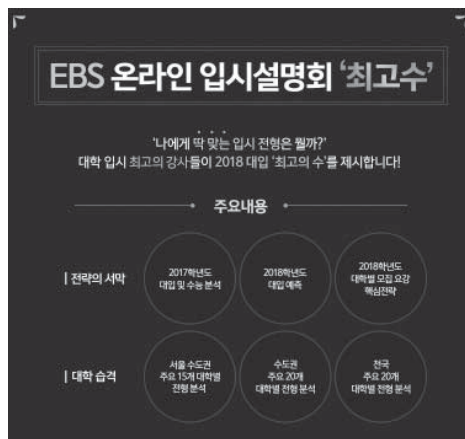 EBS 온라인 입시설명회 '최고수'
'나에게 딱 맞는 입시 전형은 뭘까?'
대학 입시 최고의 강사들이 2018 대입 '최고의 수'를 제시합니다!
주요내용
| 전략의 서막
2017학년도
대입 및 수능 분석
2018학년도
대입 예측
2018학년도
대학별 모집 요강
핵심전략
| 대학 습격
서울 수도권
주요 15개 대학별
전형 분석
수도권
주요 20개
대학별 전형 분석
전국
주요 20개
대학별 전형 분석